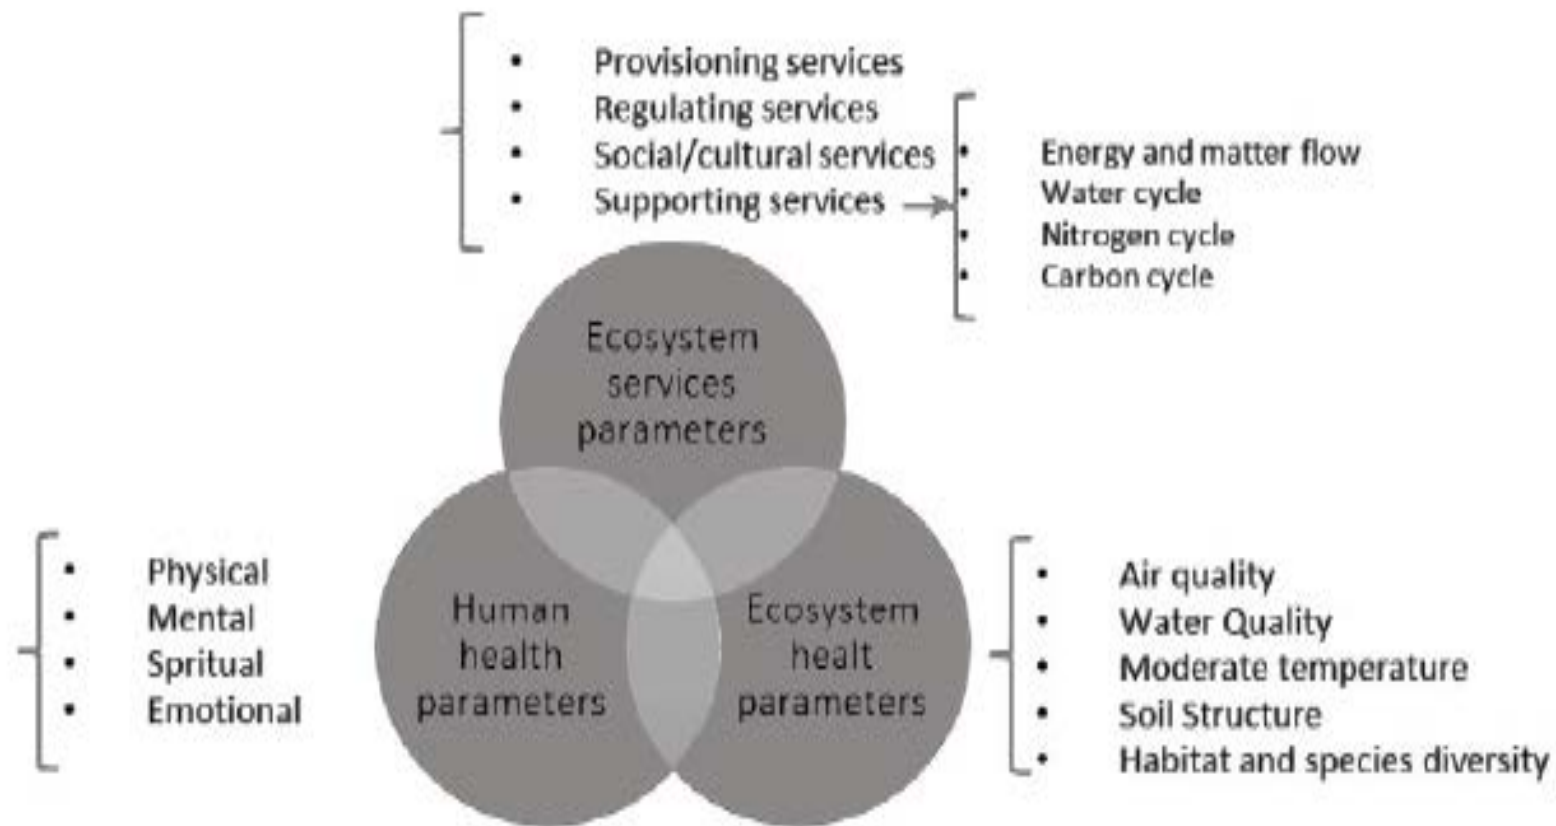 • Provisioning services
• Regulating services
• Social/cultural services
• Supporting services
• Energy and matter flow
• Water cycle
• Nitrogen cycle
• Carbon cycle
Ecosystem
services
parameters
• Physical
• Mental
• Spritual
• Emotional
Human
health
parameters
Ecosystem
healt
parameters
• Air quality
• Water Quality
• Moderate temperature
• Soil Structure
• Habitat and species diversity